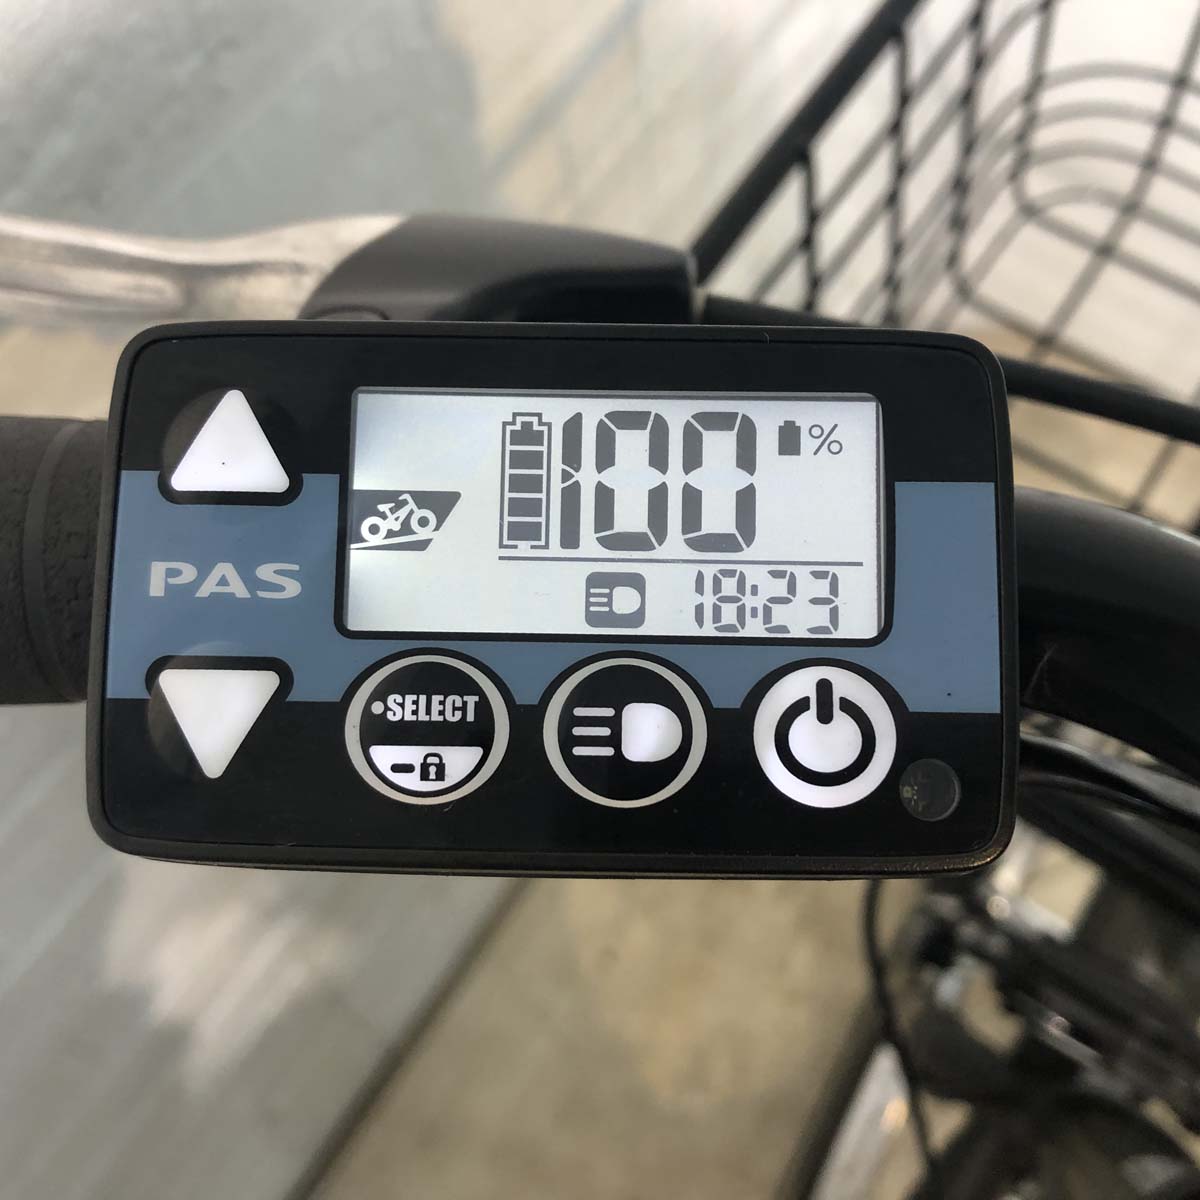 100 %
PAS
18:23
•SELECT